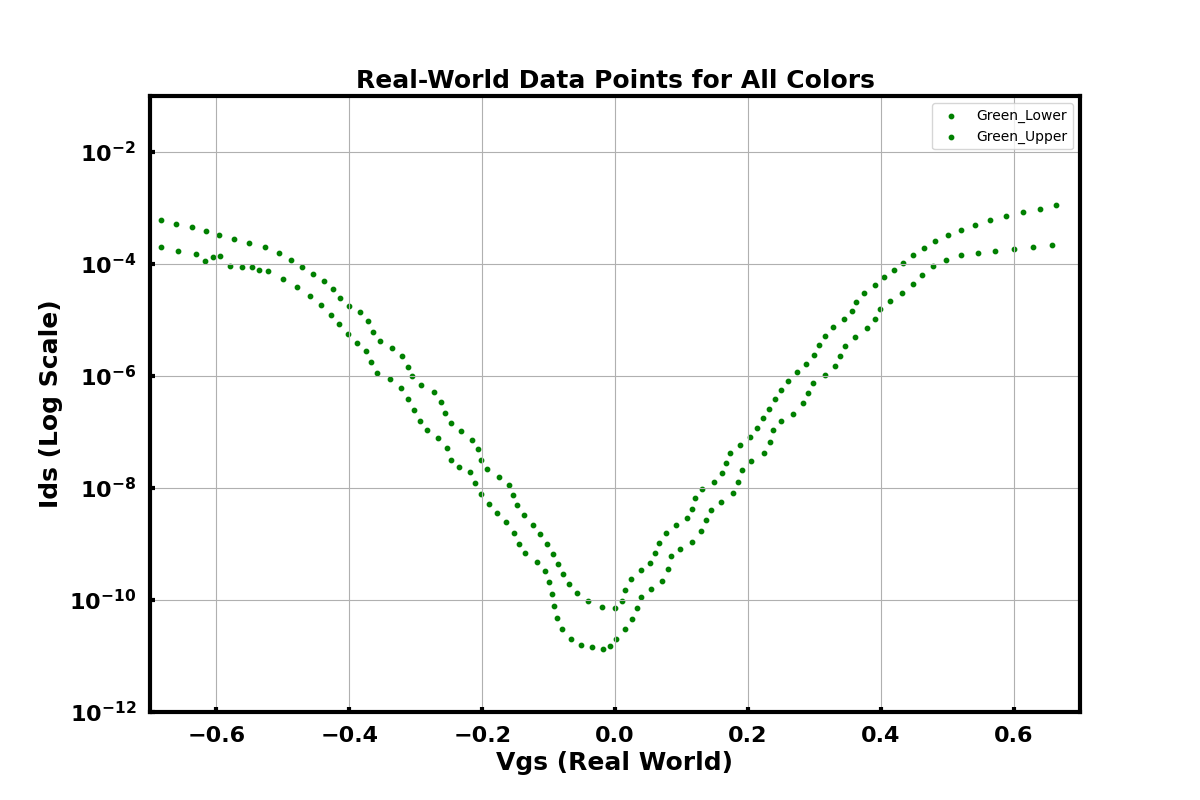 Real-World Data Points for All Colors
Green_Lower
Green_Upper
Ids (Log Scale)
10⁻²
10⁻⁴
10⁻⁶
10⁻⁸
10⁻¹⁰
10⁻¹²
−0.6 −0.4 −0.2 0.0 0.2 0.4 0.6
Vgs (Real World)